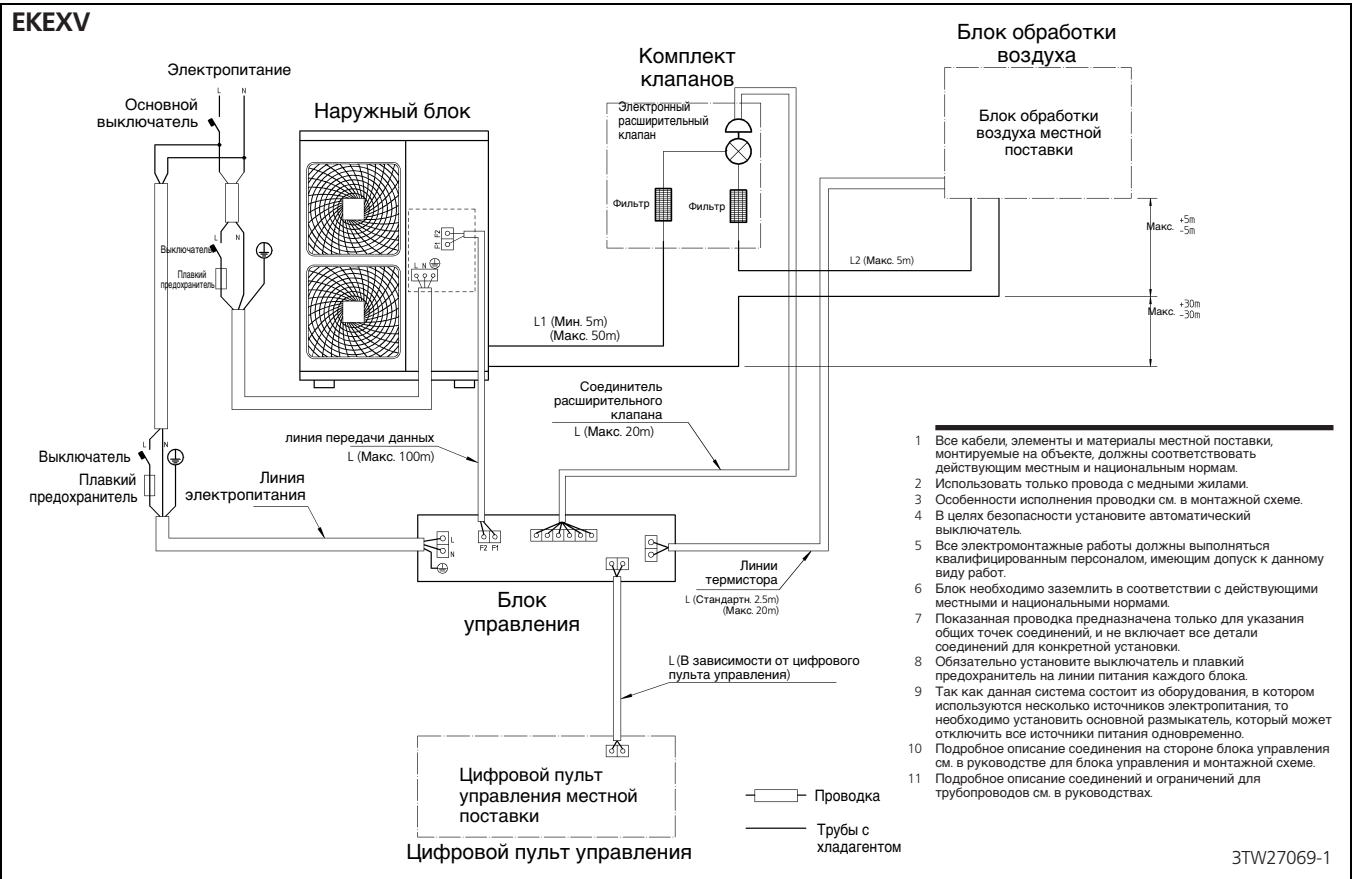 EKEXV
Электропитание
L N
Основной
выключатель
Наружный блок
Комплект
клапанов
Электронный
расширительный
клапан
Фильтр
Фильтр
Блок обработки
воздуха
Блок обработки
воздуха местной
поставки
Макс. +5m
-5m
L2 (Макс. 5m)
Макс. +30m
-30m
L N
Выключатель
Плавкий
предохранитель
F1 F2
L N
L1 (Мин. 5m)
(Макс. 50m)
Соединитель
расширительного
клапана
L (Макс. 20m)
линия передачи данных
L (Макс. 100m)
L N
Выключатель
Плавкий
предохранитель
Линия
электропитания
L
N
F2 F1
Линии
термистора
L (Стандартн. 2.5m)
(Макс. 20m)
Блок
управления
L (В зависимости от цифрового
пульта управления)
Цифровой пульт
управления местной
поставки
Цифровой пульт управления
Проводка
Трубы с
хладагентом
1 Все кабели, элементы и материалы местной поставки,
монтируемые на объекте, должны соответствовать
действующим местным и национальным нормам.
2 Использовать только провода с медными жилами.
3 Особенности исполнения проводки см. в монтажной схеме.
4 В целях безопасности установите автоматический
выключатель.
5 Все электромонтажные работы должны выполняться
квалифицированным персоналом, имеющим допуск к данному
виду работ.
6 Блок необходимо заземлить в соответствии с действующими
местными и национальными нормами.
7 Показанная проводка предназначена только для указания
общих точек соединений, и не включает все детали
соединений для конкретной установки.
8 Обязательно установите выключатель и плавкий
предохранитель на линии питания каждого блока.
9 Так как данная система состоит из оборудования, в котором
используются несколько источников электропитания, то
необходимо установить основной размыкатель, который может
отключить все источники питания одновременно.
10 Подробное описание соединения на стороне блока управления
см. в руководстве для блока управления и монтажной схеме.
11 Подробное описание соединений и ограничений для
трубопроводов см. в руководствах.
3TW27069-1